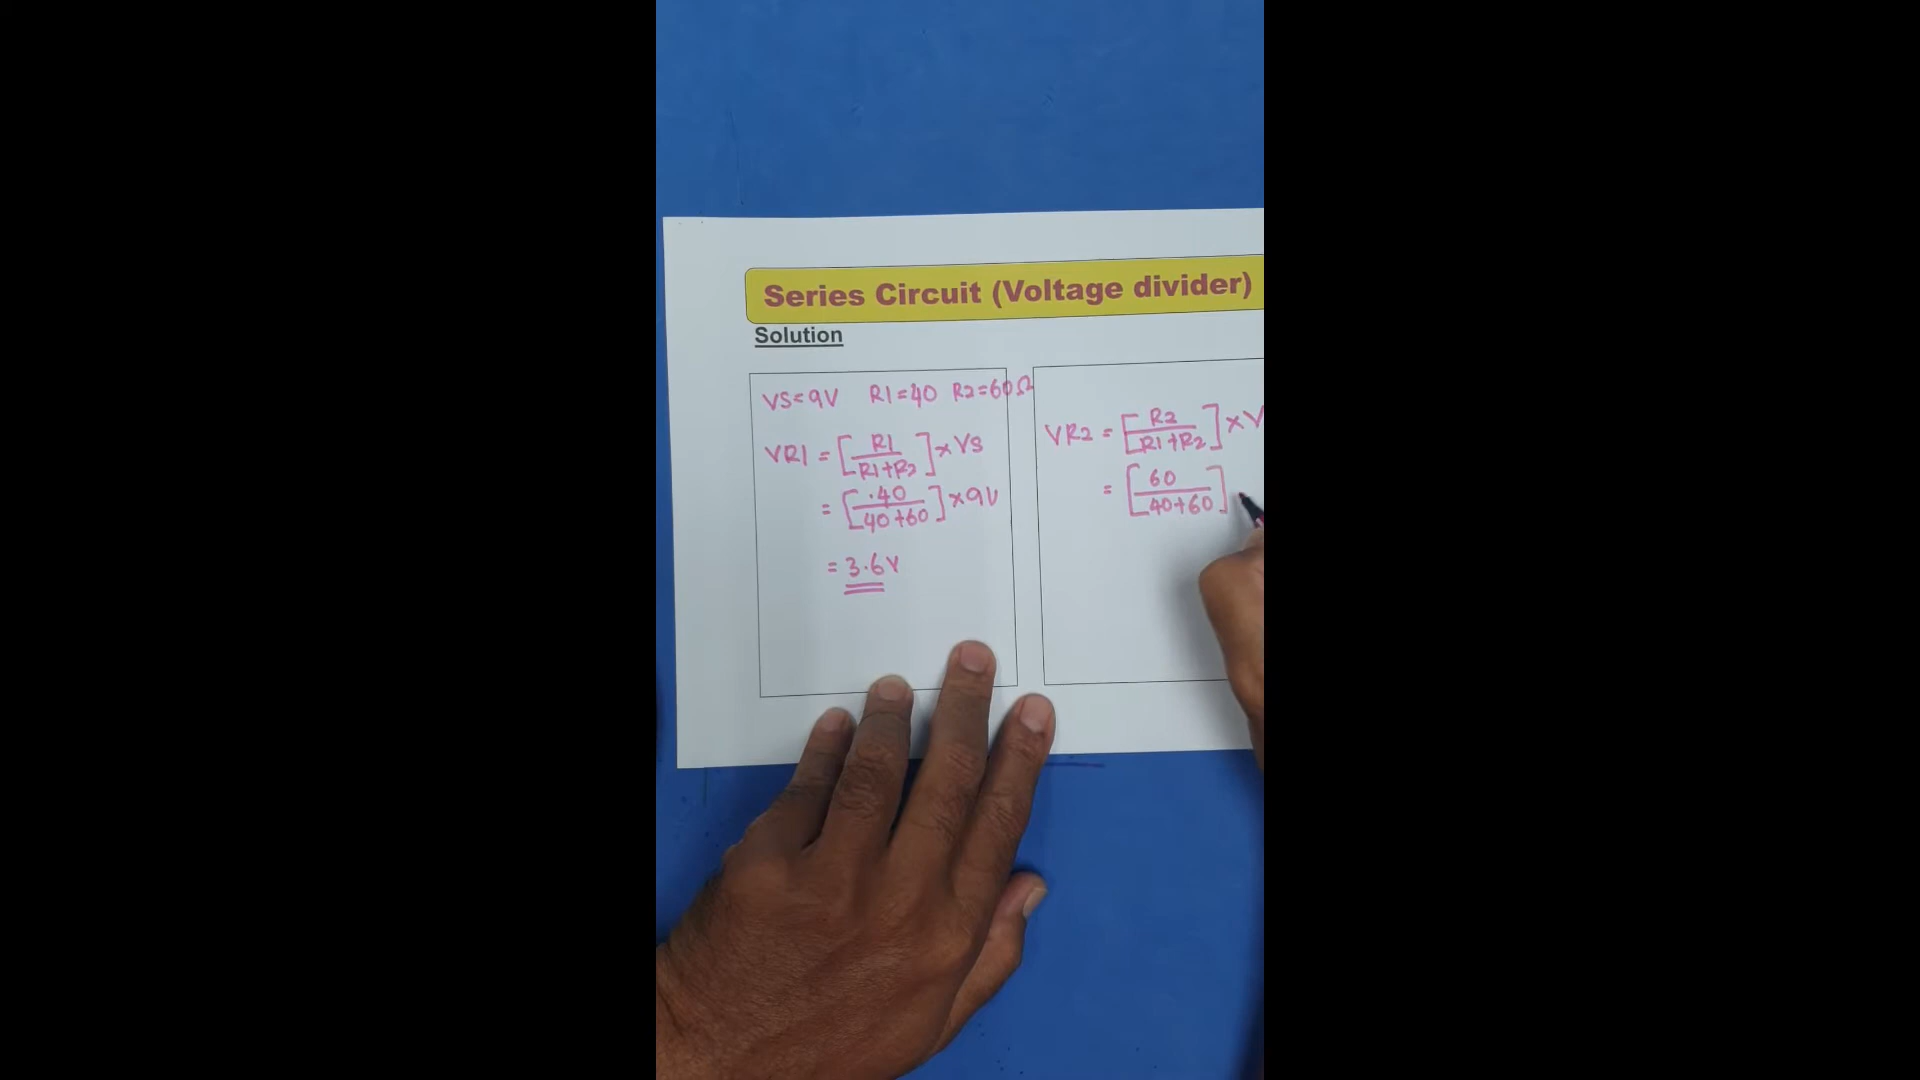 Series Circuit (Voltage divider)
Solution
VS=9V R1=40 R2=60Ω
VR1 = [R1/R1+R2] × VS
= [40/40+60] × 9V
= 3.6V
VR2 = [R2/R1+R2] × V
= [60/40+60]